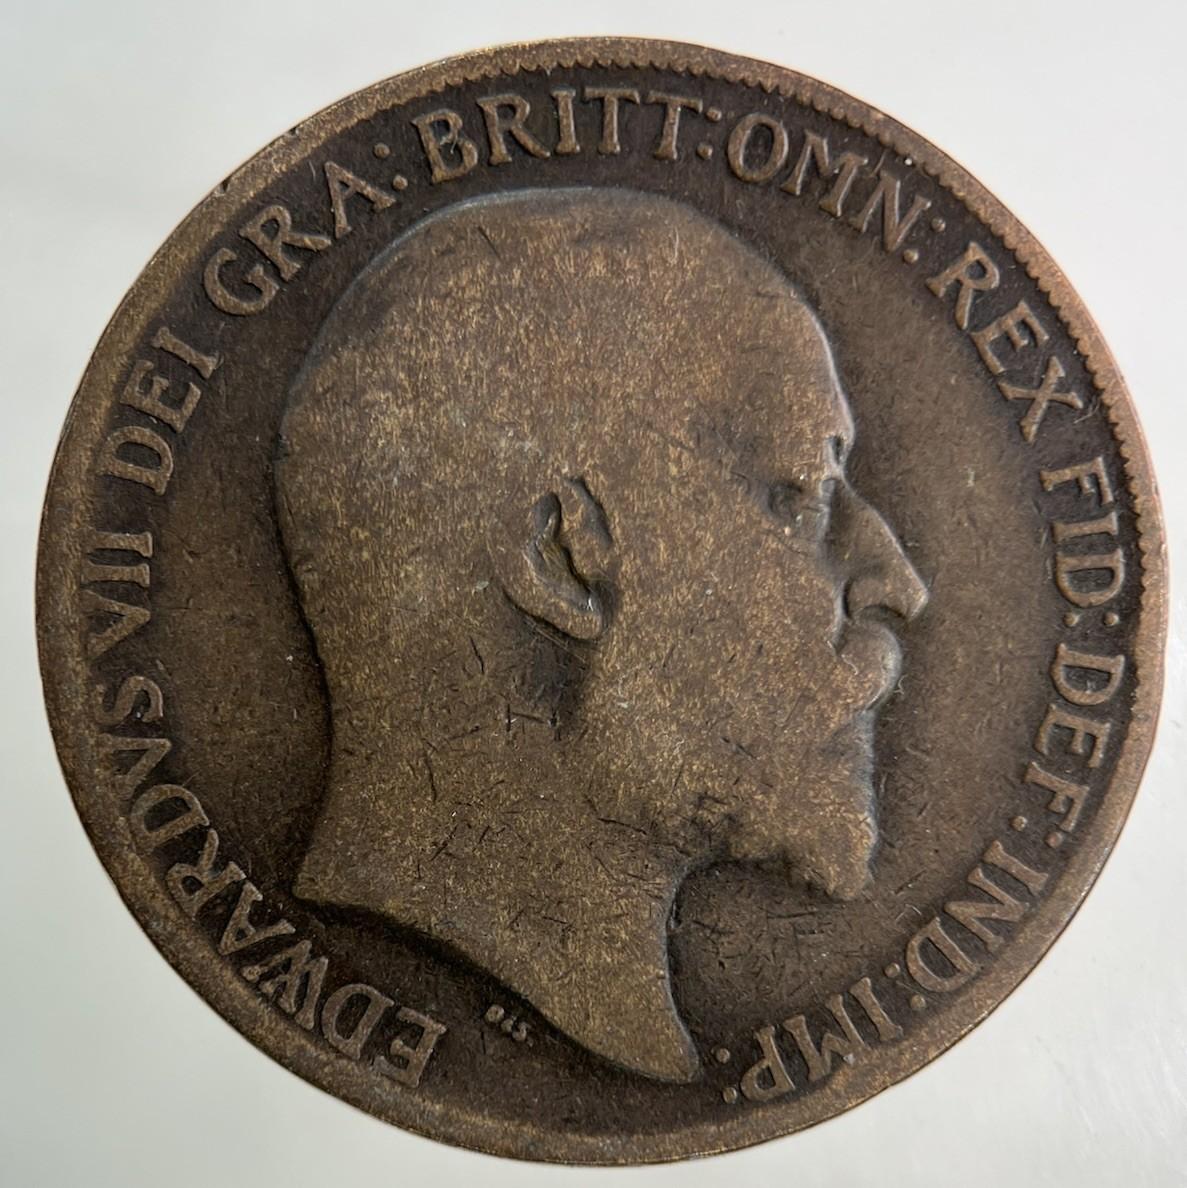 EDWARDVS VII DEI GRA: BRITT: OMN: REX FID: DEF: IND: IMP: